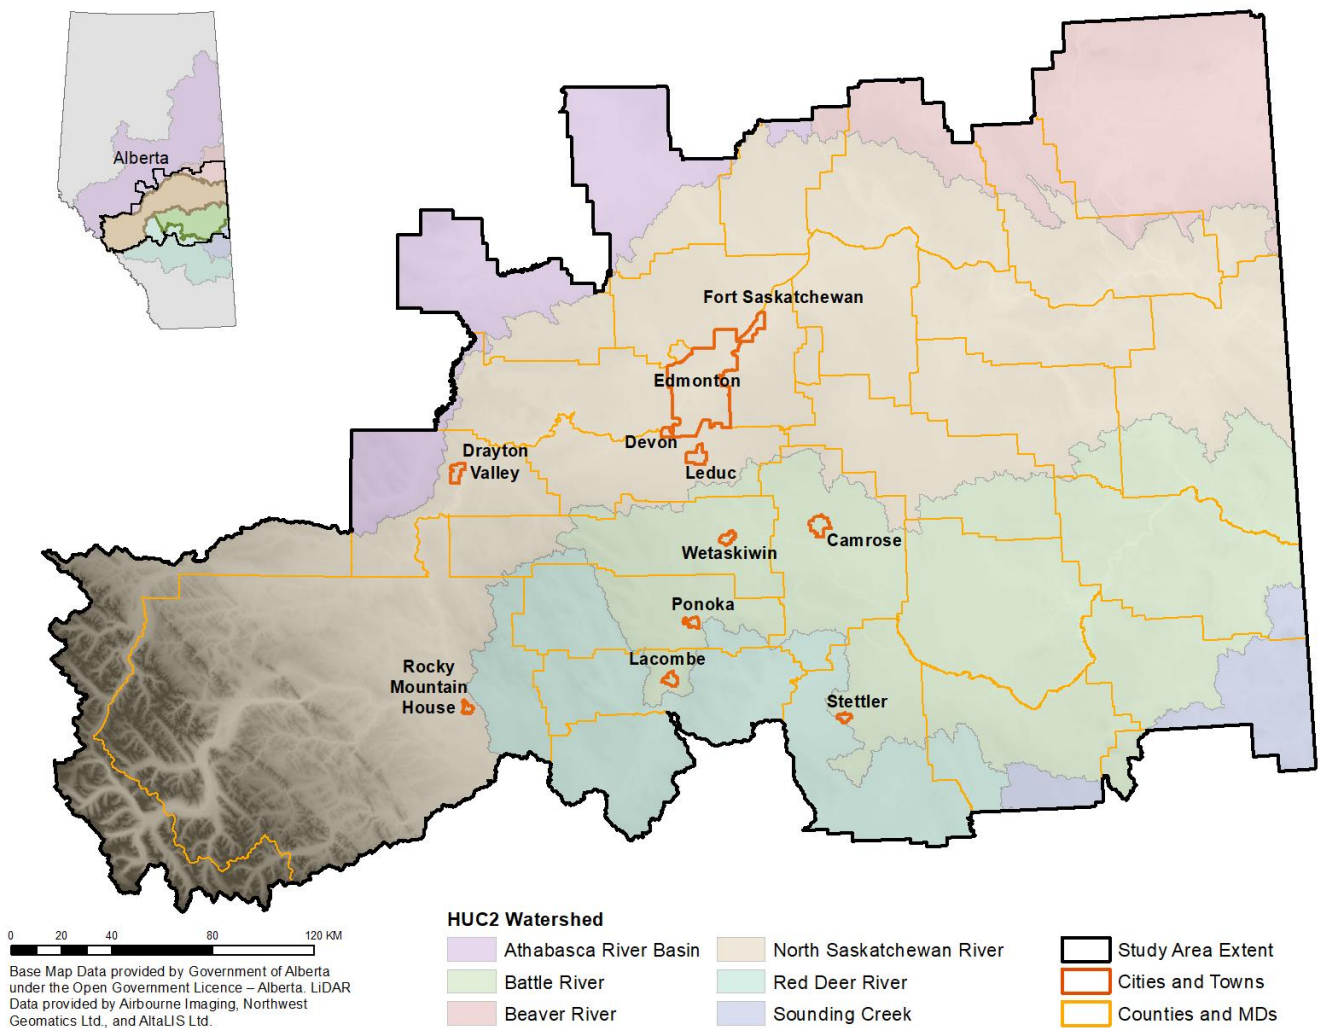 Alberta
Fort Saskatchewan
Edmonton
Devon
Leduc
Drayton
Valley
Wetaskiwin
Camrose
Ponoka
Lacombe
Rocky
Mountain
House
Stettler
0 20 40 80 120 KM
Base Map Data provided by Government of Alberta
under the Open Government Licence – Alberta. LiDAR
Data provided by Airbourne Imaging, Northwest
Geomatics Ltd., and AltaLIS Ltd.
HUC2 Watershed
Athabasca River Basin
Battle River
Beaver River
North Saskatchewan River
Red Deer River
Sounding Creek
Study Area Extent
Cities and Towns
Counties and MDs